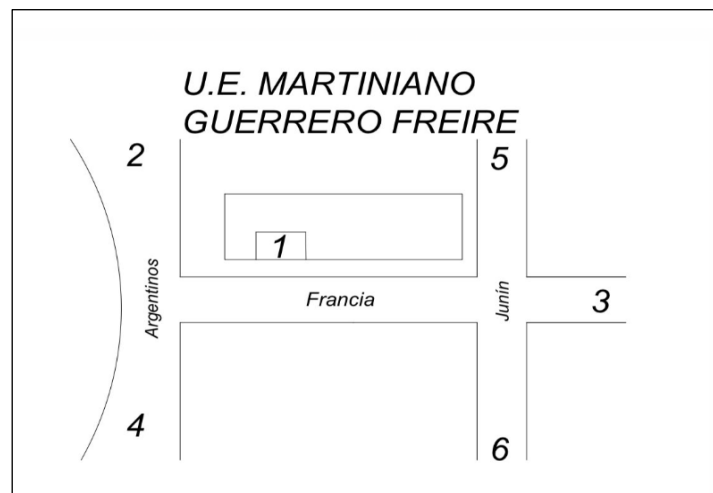 U.E. MARTINIANO
GUERRERO FREIRE
2
5
1
Argentinos
Francia
Junín
3
4
6